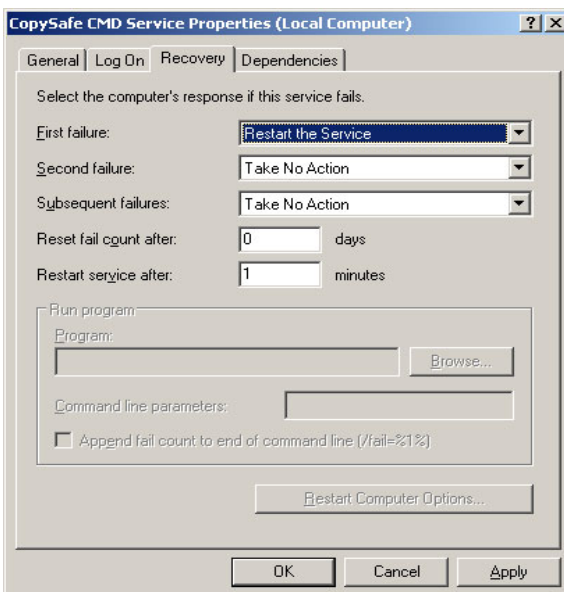 CopySafe CMD Service Properties (Local Computer)
General Log On Recovery Dependencies
Select the computer's response if this service fails.
First failure: Restart the Service
Second failure: Take No Action
Subsequent failures: Take No Action
Reset fail count after: 0 days
Restart service after: 1 minutes
Run program
Program:
Browse...
Command line parameters:
Append fail count to end of command line (/fail=%1%)
Restart Computer Options...
OK Cancel Apply